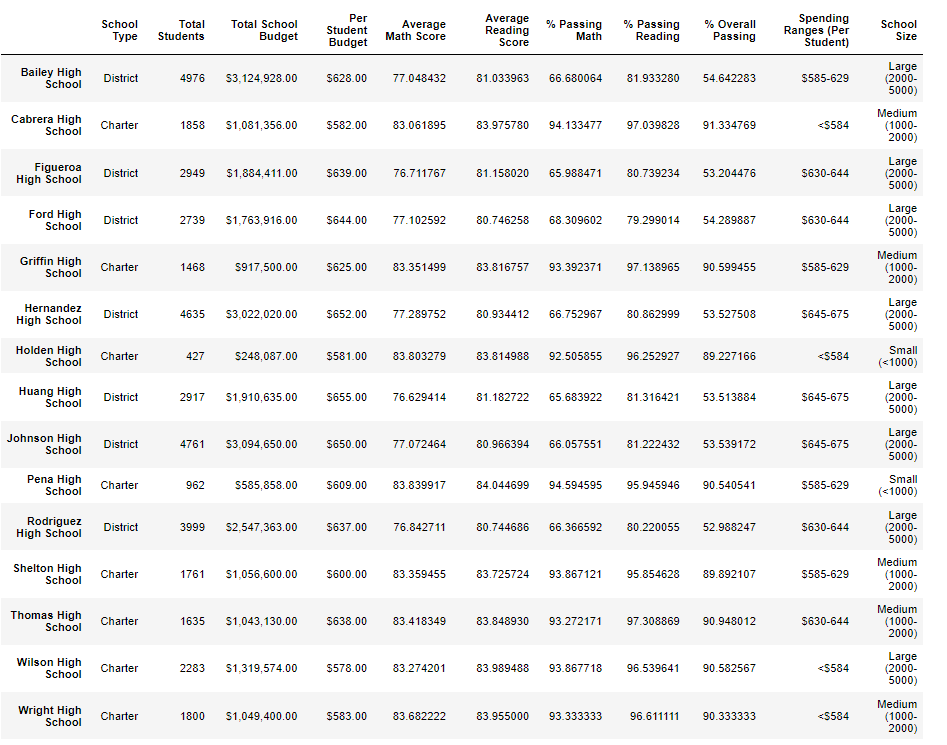 School Type Total Students Total School Budget Per Student Budget Average Math Score Average Reading Score % Passing Math % Passing Reading % Overall Passing Spending Ranges (Per Student) School Size
Bailey High School District 4976 $3,124,928.00 $628.00 77.048432 81.033963 66.680064 81.933280 54.642283 $585-629 Large (2000-5000)
Cabrera High School Charter 1858 $1,081,356.00 $582.00 83.061895 83.975780 94.133477 97.039828 91.334769 <$584 Medium (1000-2000)
Figueroa High School District 2949 $1,884,411.00 $639.00 76.711767 81.158020 65.988471 80.739234 53.204476 $630-644 Large (2000-5000)
Ford High School District 2739 $1,763,916.00 $644.00 77.102592 80.746258 68.309602 79.299014 54.289887 $630-644 Large (2000-5000)
Griffin High School Charter 1468 $917,500.00 $625.00 83.351499 83.816757 93.392371 97.138965 90.599455 $585-629 Medium (1000-2000)
Hernandez High School District 4635 $3,022,020.00 $652.00 77.289752 80.934412 66.752967 80.862999 53.527508 $645-675 Large (2000-5000)
Holden High School Charter 427 $248,087.00 $581.00 83.803279 83.814988 92.505855 96.252927 89.227166 <$584 Small (<1000)
Huang High School District 2917 $1,910,635.00 $655.00 76.629414 81.182722 65.683922 81.316421 53.513884 $645-675 Large (2000-5000)
Johnson High School District 4761 $3,094,650.00 $650.00 77.072464 80.966394 66.057551 81.222432 53.539172 $645-675 Large (2000-5000)
Pena High School Charter 962 $585,858.00 $609.00 83.839917 84.044699 94.594595 95.945946 90.540541 $585-629 Small (<1000)
Rodriguez High School District 3999 $2,547,363.00 $637.00 76.842711 80.744686 66.366592 80.220055 52.988247 $630-644 Large (2000-5000)
Shelton High School Charter 1761 $1,056,600.00 $600.00 83.359455 83.725724 93.867121 95.854628 89.892107 $585-629 Medium (1000-2000)
Thomas High School Charter 1635 $1,043,130.00 $638.00 83.418349 83.848930 93.272171 97.308869 90.948012 $630-644 Medium (1000-2000)
Wilson High School Charter 2283 $1,319,574.00 $578.00 83.274201 83.989488 93.867718 96.539641 90.582567 <$584 Large (2000-5000)
Wright High School Charter 1800 $1,049,400.00 $583.00 83.682222 83.955000 93.333333 96.611111 90.333333 <$584 Medium (1000-2000)